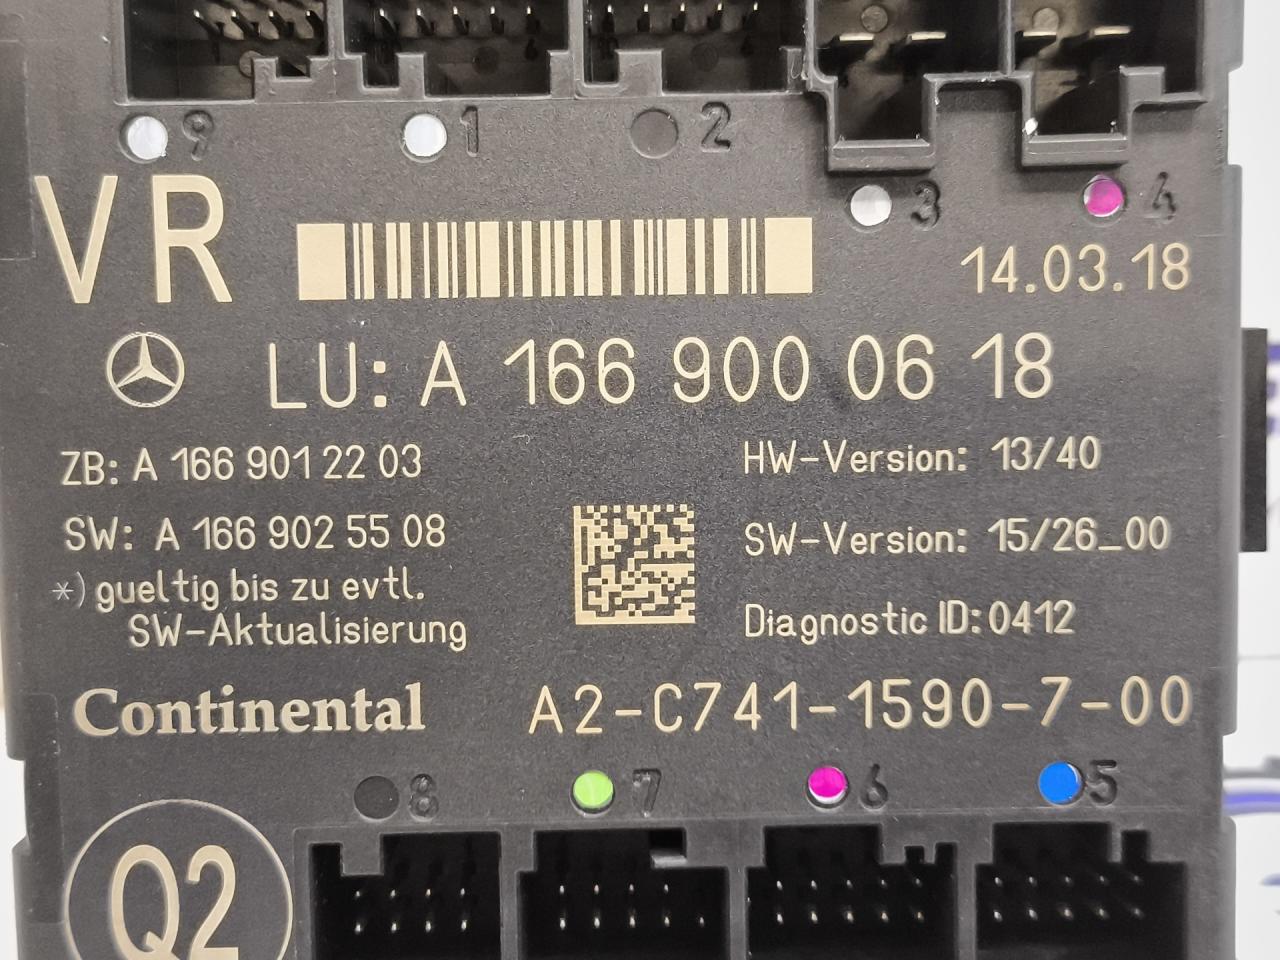 9 1 2
3 4
VR
14.03.18
LU: A 166 900 06 18
ZB: A 166 901 22 03
HW-Version: 13/40
SW: A 166 902 55 08
SW-Version: 15/26_00
*) gueltig bis zu evtl.
SW-Aktualisierung
Diagnostic ID: 0412
Continental
A2-C741-1590-7-00
8 7 6 5
Q2